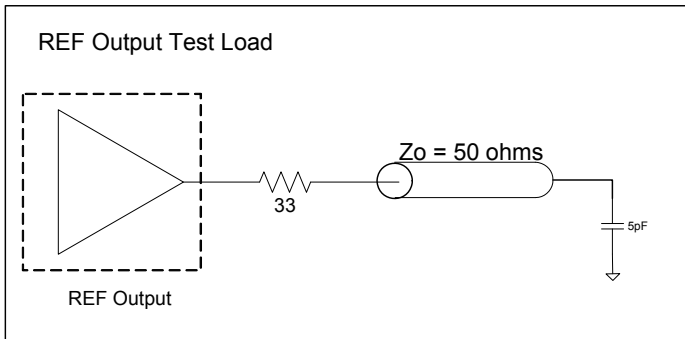 REF Output Test Load
Zo = 50 ohms
33
5pF
REF Output